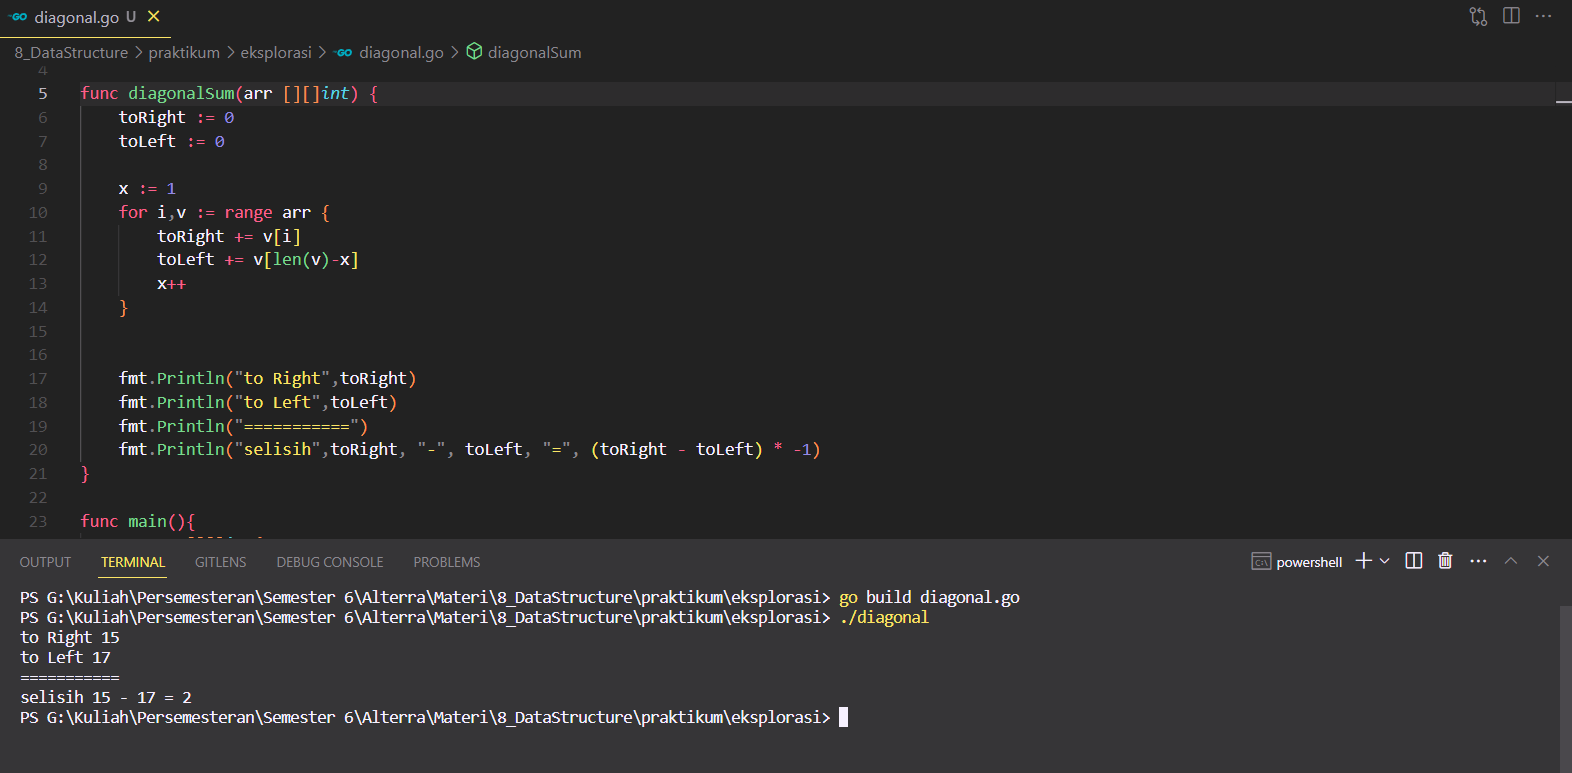 GO diagonal.go U
8_DataStructure > praktikum > eksplorasi > GO diagonal.go > diagonalSum
4
5 func diagonalSum(arr [][]int) {
6     toRight := 0
7     toLeft := 0
8
9     x := 1
10     for i,v := range arr {
11         toRight += v[i]
12         toLeft += v[len(v)-x]
13         x++
14     }
15
16
17     fmt.Println("to Right",toRight)
18     fmt.Println("to Left",toLeft)
19     fmt.Println("===========")
20     fmt.Println("selisih",toRight, "-", toLeft, "=", (toRight - toLeft) * -1)
21 }
22
23 func main(){
OUTPUT TERMINAL GITLENS DEBUG CONSOLE PROBLEMS powershell
PS G:\Kuliah\Persemesteran\Semester 6\Alterra\Materi\8_DataStructure\praktikum\eksplorasi> go build diagonal.go
PS G:\Kuliah\Persemesteran\Semester 6\Alterra\Materi\8_DataStructure\praktikum\eksplorasi> ./diagonal
to Right 15
to Left 17
===========
selisih 15 - 17 = 2
PS G:\Kuliah\Persemesteran\Semester 6\Alterra\Materi\8_DataStructure\praktikum\eksplorasi>